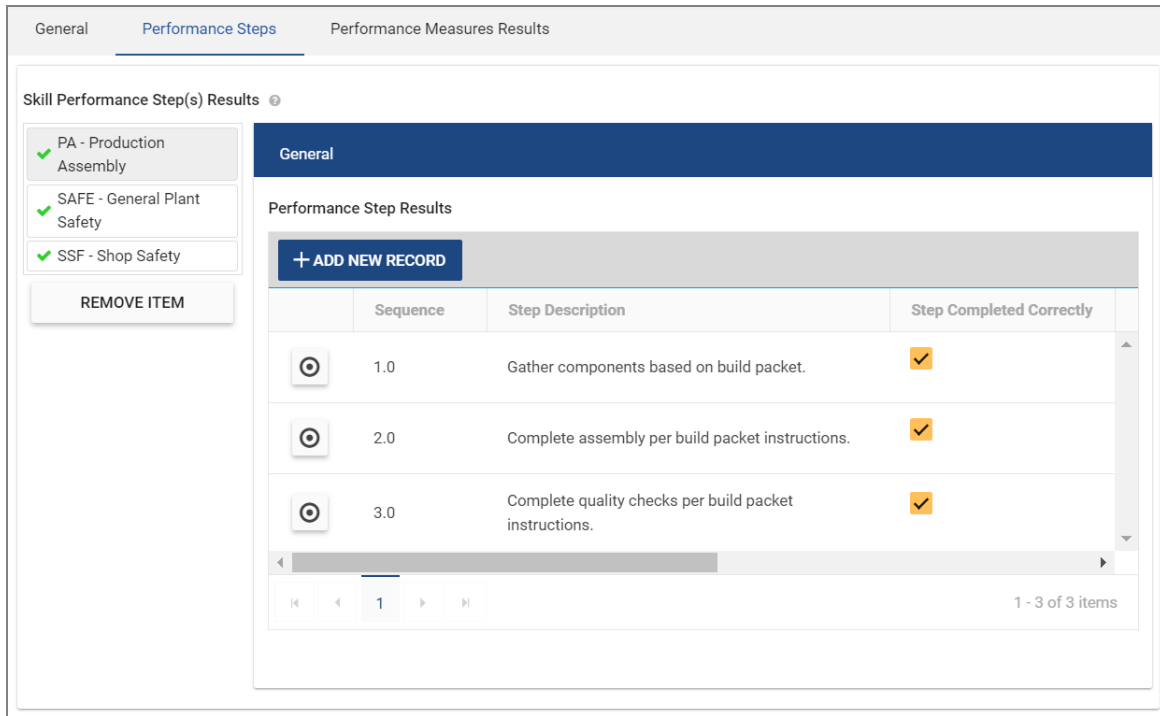 General Performance Steps Performance Measures Results
Skill Performance Step(s) Results ?
PA - Production
Assembly
SAFE - General Plant
Safety
SSF - Shop Safety
REMOVE ITEM
General
Performance Step Results
+ ADD NEW RECORD
Sequence Step Description Step Completed Correctly
1.0 Gather components based on build packet.
2.0 Complete assembly per build packet instructions.
3.0 Complete quality checks per build packet
instructions.
1 1 - 3 of 3 items